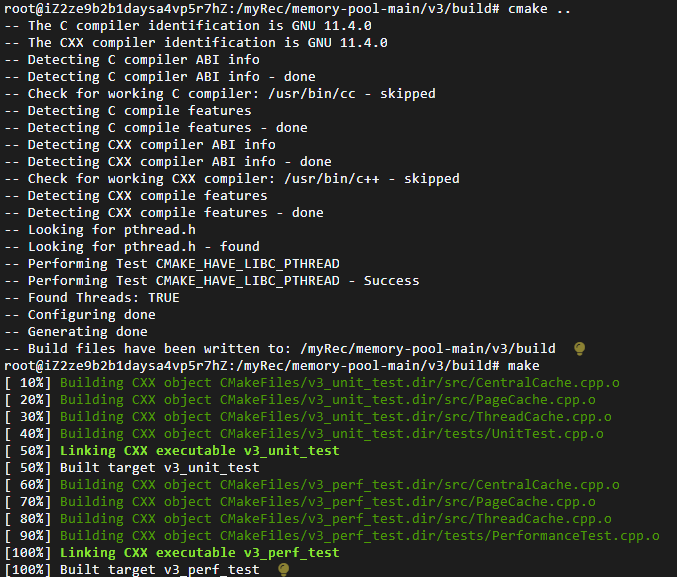 root@iZ2ze9b2b1daysa4vp5r7hZ:/myRec/memory-pool-main/v3/build# cmake ..
-- The C compiler identification is GNU 11.4.0
-- The CXX compiler identification is GNU 11.4.0
-- Detecting C compiler ABI info
-- Detecting C compiler ABI info - done
-- Check for working C compiler: /usr/bin/cc - skipped
-- Detecting C compile features
-- Detecting C compile features - done
-- Detecting CXX compiler ABI info
-- Detecting CXX compiler ABI info - done
-- Check for working CXX compiler: /usr/bin/c++ - skipped
-- Detecting CXX compile features
-- Detecting CXX compile features - done
-- Looking for pthread.h
-- Looking for pthread.h - found
-- Performing Test CMAKE_HAVE_LIBC_PTHREAD
-- Performing Test CMAKE_HAVE_LIBC_PTHREAD - Success
-- Found Threads: TRUE
-- Configuring done
-- Generating done
-- Build files have been written to: /myRec/memory-pool-main/v3/build
root@iZ2ze9b2b1daysa4vp5r7hZ:/myRec/memory-pool-main/v3/build# make
[ 10%] Building CXX object CMakeFiles/v3_unit_test.dir/src/CentralCache.cpp.o
[ 20%] Building CXX object CMakeFiles/v3_unit_test.dir/src/PageCache.cpp.o
[ 30%] Building CXX object CMakeFiles/v3_unit_test.dir/src/ThreadCache.cpp.o
[ 40%] Building CXX object CMakeFiles/v3_unit_test.dir/tests/UnitTest.cpp.o
[ 50%] Linking CXX executable v3_unit_test
[ 50%] Built target v3_unit_test
[ 60%] Building CXX object CMakeFiles/v3_perf_test.dir/src/CentralCache.cpp.o
[ 70%] Building CXX object CMakeFiles/v3_perf_test.dir/src/PageCache.cpp.o
[ 80%] Building CXX object CMakeFiles/v3_perf_test.dir/src/ThreadCache.cpp.o
[ 90%] Building CXX object CMakeFiles/v3_perf_test.dir/tests/PerformanceTest.cpp.o
[100%] Linking CXX executable v3_perf_test
[100%] Built target v3_perf_test